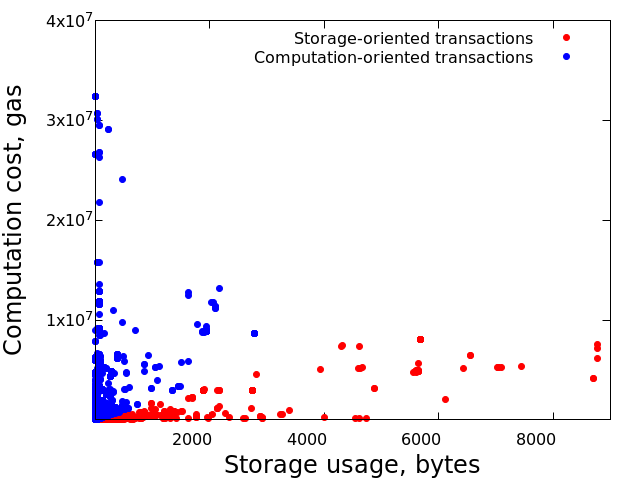 4x10^7
Storage-oriented transactions
Computation-oriented transactions
3x10^7
2x10^7
1x10^7
Computation cost, gas
2000 4000 6000 8000
Storage usage, bytes